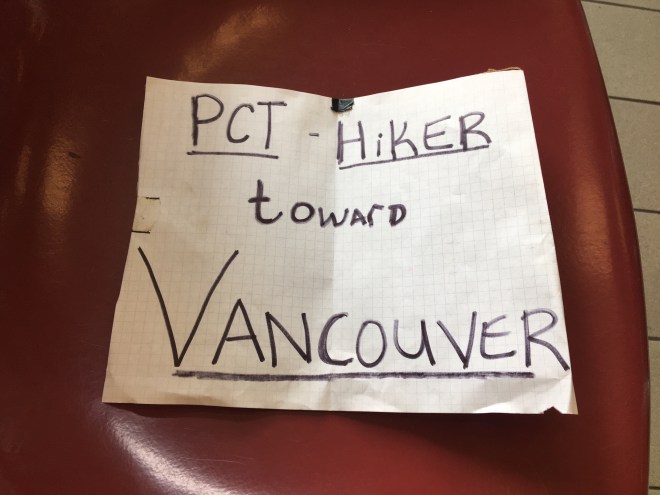 PCT - HiKER
toward
VANCOUVER